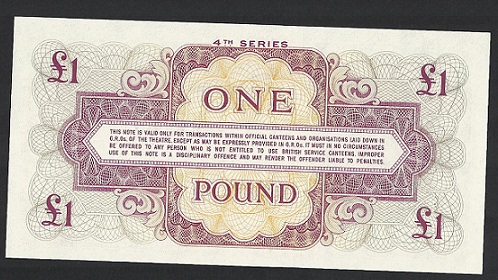 4TH SERIES
£1 £1
ONE
THIS NOTE IS VALID ONLY FOR TRANSACTIONS WITHIN OFFICIAL CANTEENS AND ORGANISATIONS LAID DOWN IN
G.R.Os. OF THE THEATRE, EXCEPT AS MAY BE EXPRESSLY PROVIDED IN G.R.Os. IT MUST IN NO CIRCUMSTANCES
BE OFFERED TO ANY PERSON WHO IS NOT ENTITLED TO USE BRITISH SERVICE CANTEENS. IMPROPER
USE OF THIS NOTE IS A DISCIPLINARY OFFENCE AND MAY RENDER THE OFFENDER LIABLE TO PENALTIES.
POUND
£1 £1